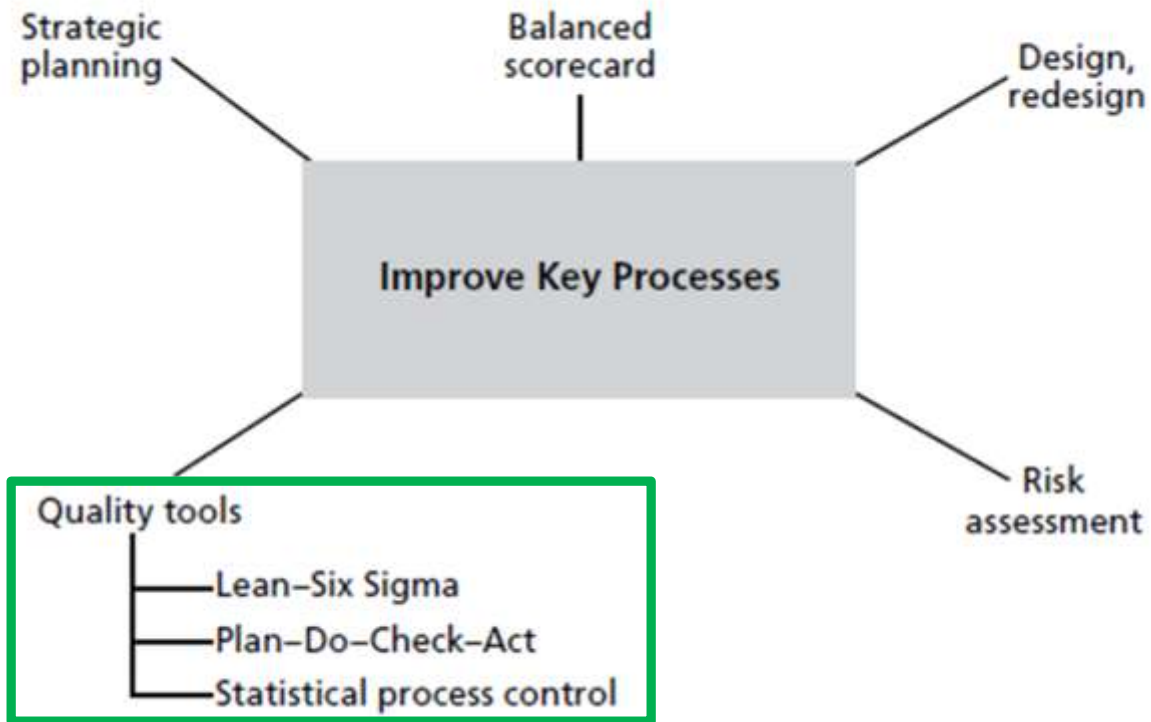 Strategic
planning
Balanced
scorecard
Design,
redesign
Improve Key Processes
Quality tools
Lean–Six Sigma
Plan–Do–Check–Act
Statistical process control
Risk
assessment